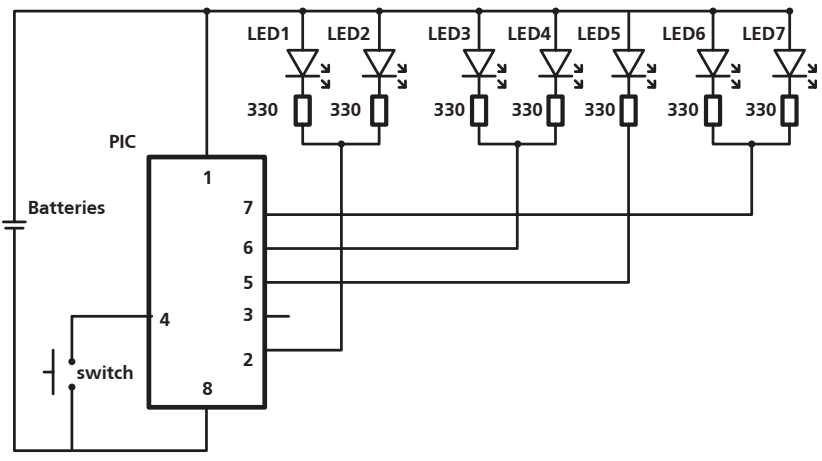 LED1 LED2 LED3 LED4 LED5 LED6 LED7
330 330 330 330 330 330 330
PIC
1
Batteries
7
6
5
4 3
switch 2
8